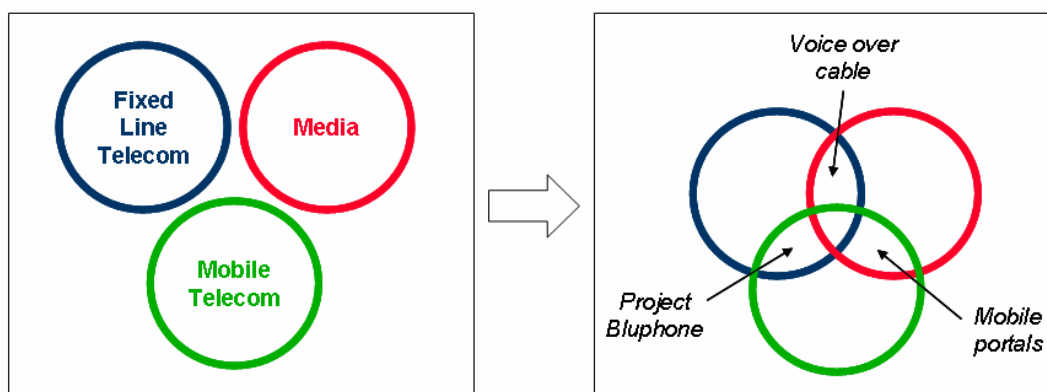 Fixed
Line
Telecom
Media
Mobile
Telecom
Voice over
cable
Project
Bluphone
Mobile
portals